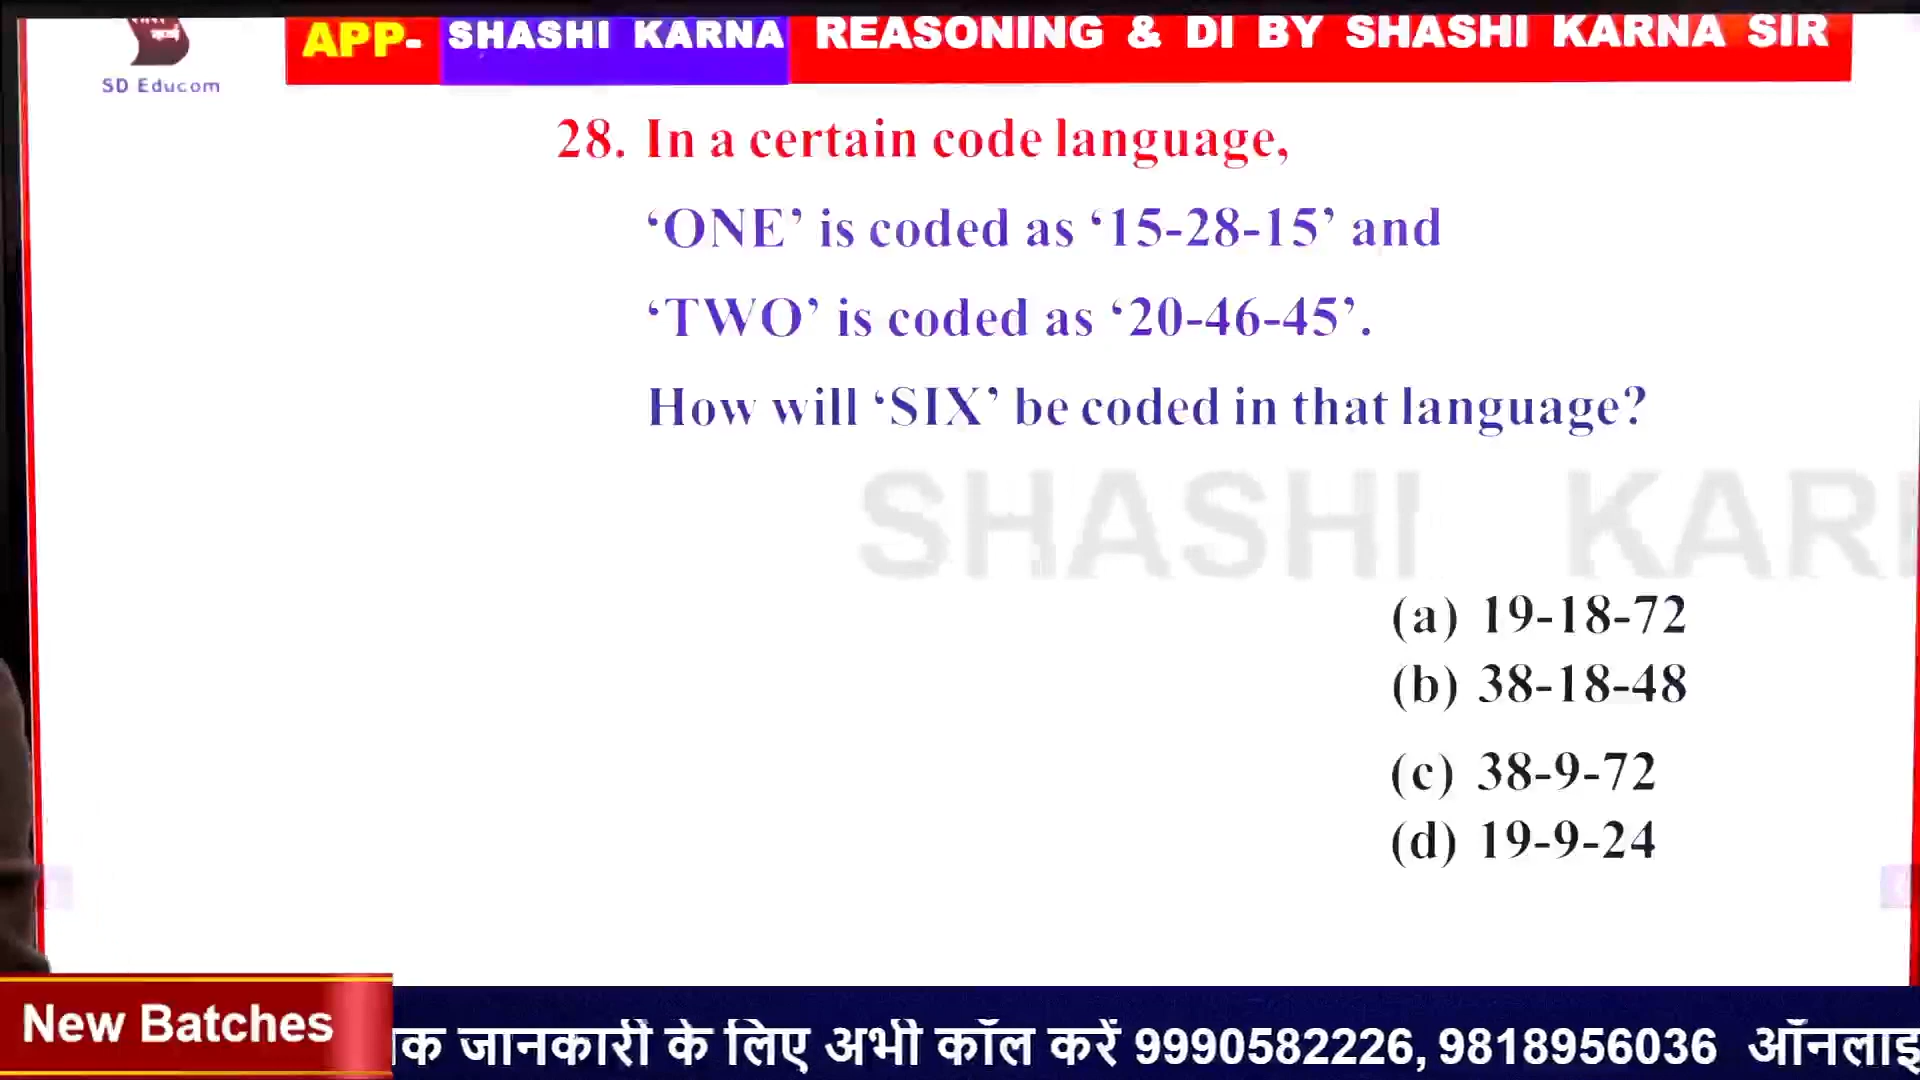 APP- SHASHI KARNA REASONING & DI BY SHASHI KARNA SIR
SD Educom
28. In a certain code language,
‘ONE’ is coded as ‘15-28-15’ and
‘TWO’ is coded as ‘20-46-45’.
How will ‘SIX’ be coded in that language?
SHASHI KAR
(a) 19-18-72
(b) 38-18-48
(c) 38-9-72
(d) 19-9-24
New Batches
क जानकारी के लिए अभी कॉल करें 9990582226, 9818956036 ऑनलाइ